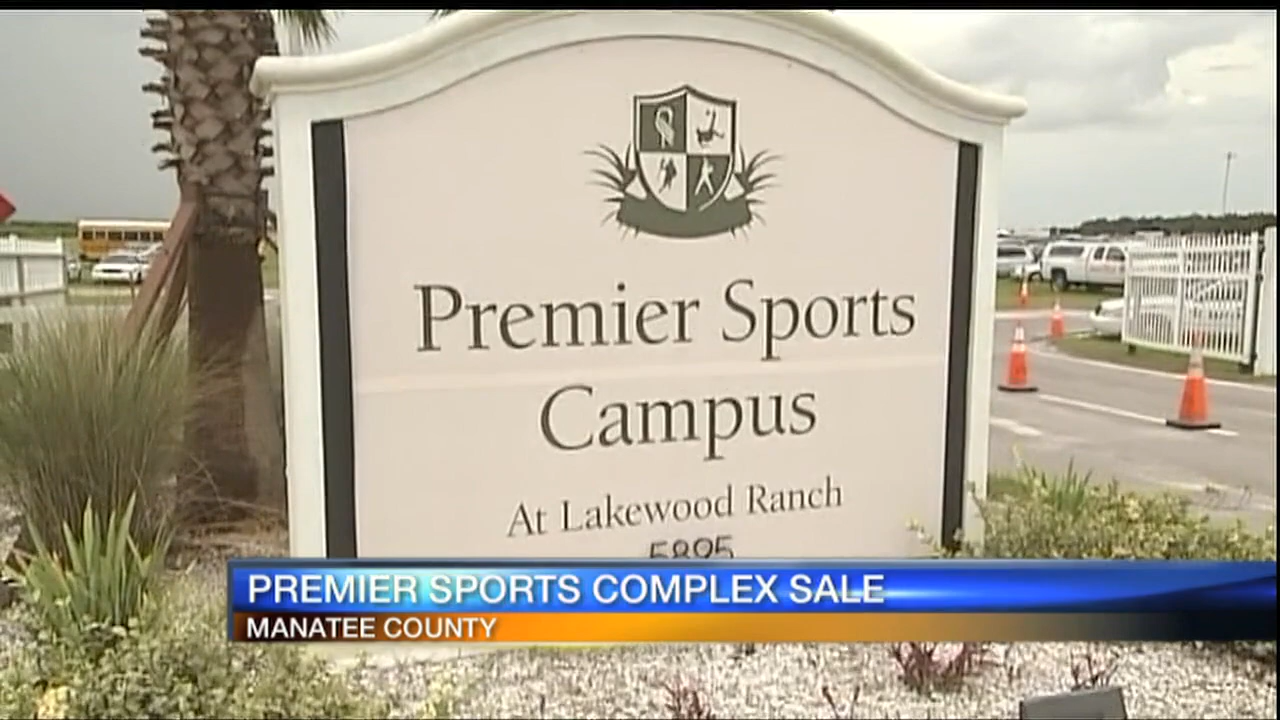 Premier Sports
Campus
At Lakewood Ranch
5895
PREMIER SPORTS COMPLEX SALE
MANATEE COUNTY